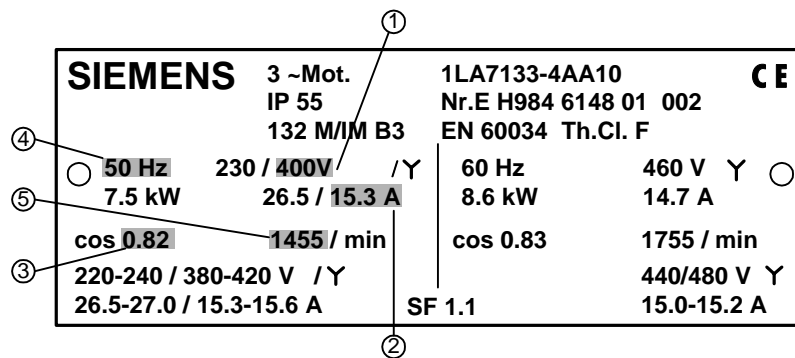 ①
SIEMENS 3 ~Mot. 1LA7133-4AA10 CE
IP 55 Nr.E H984 6148 01 002
132 M/IM B3 EN 60034 Th.Cl. F
④
50 Hz 230 / 400V / Y 60 Hz 460 V Y
⑤
7.5 kW 26.5 / 15.3 A 8.6 kW 14.7 A
cos 0.82 1455 / min cos 0.83 1755 / min
③
220-240 / 380-420 V / Y 440/480 V Y
26.5-27.0 / 15.3-15.6 A SF 1.1 15.0-15.2 A
②